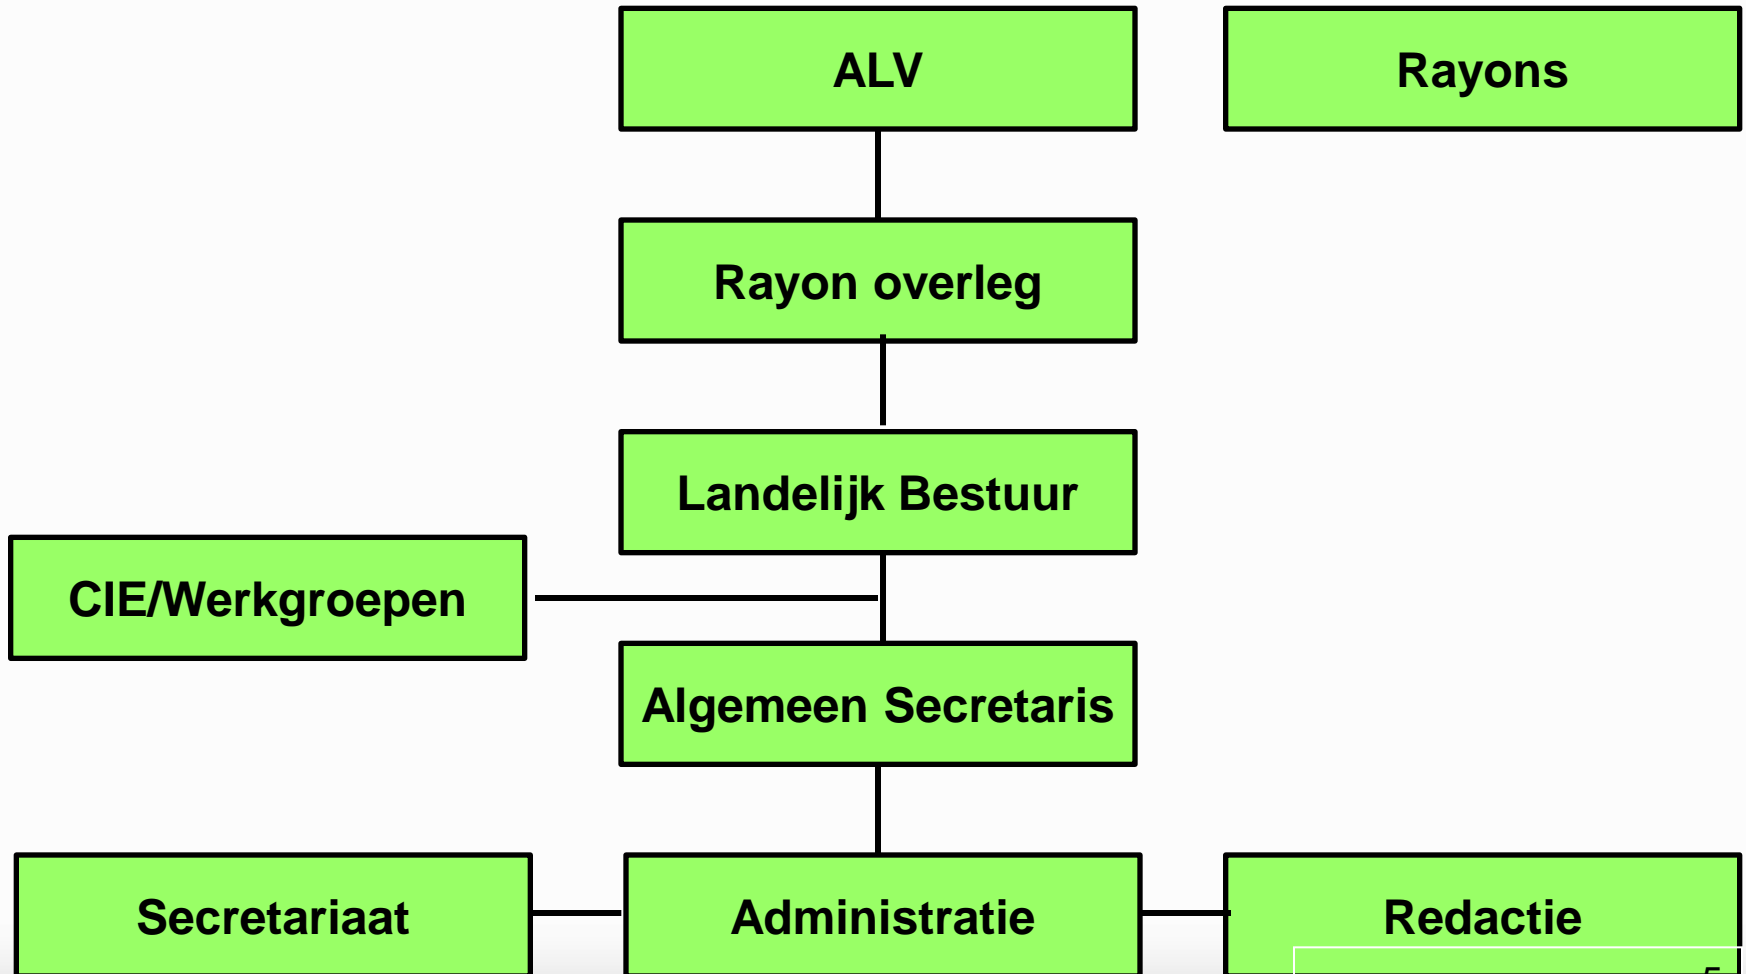 ALV
Rayons
Rayon overleg
Landelijk Bestuur
CIE/Werkgroepen
Algemeen Secretaris
Secretariaat
Administratie
Redactie